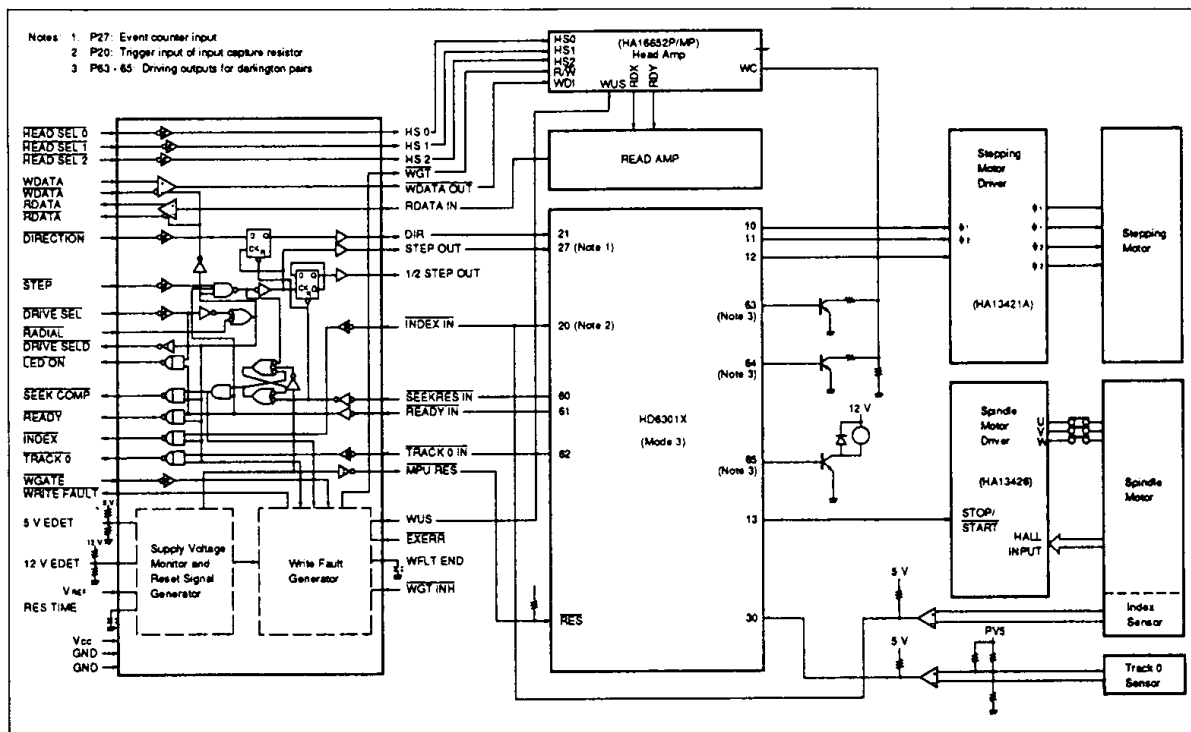 Notes: 1. P27: Event counter input
2 P20: Trigger input of input capture resistor
3 P63 - 65: Driving outputs for darlington pairs
HS0
HS1
HS2
R/W
WDI
(HA16652P/MP)
Head Amp
WC
WUS
RDX
RDY
READ AMP
HEAD SEL 0
HEAD SEL 1
HEAD SEL 2
WDATA
WDATA
RDATA
RDATA
DIRECTION
STEP
DRIVE SEL
RADIAL
DRIVE SELD
LED ON
SEEK COMP
READY
INDEX
TRACK 0
WGATE
WRITE FAULT
5 V EDET
12 V EDET
VREF
RES TIME
Vcc
GND
GND
5 V
12 V
Supply Voltage
Monitor and
Reset Signal
Generator
Write Fault
Generator
HS 0
HS 1
HS 2
WGT
WDATA OUT
RDATA IN
DIR
STEP OUT
1/2 STEP OUT
INDEX IN
SEEKRES IN
READY IN
TRACK 0 IN
MPU RES
WUS
EXERR
WFLT END
WGT INH
21
27 (Note 1)
20 (Note 2)
60
61
62
RES
HD6301X
(Mode 3)
10
11
12
63
(Note 3)
64
(Note 3)
65
(Note 3)
13
30
12 V
Stepping
Motor
Driver
(HA13421A)
Stepping
Motor
Spindle
Motor
Driver
U
V
W
(HA13426)
STOP/
START
HALL
INPUT
Spindle
Motor
Index
Sensor
5 V
5 V
PV5
Track 0
Sensor